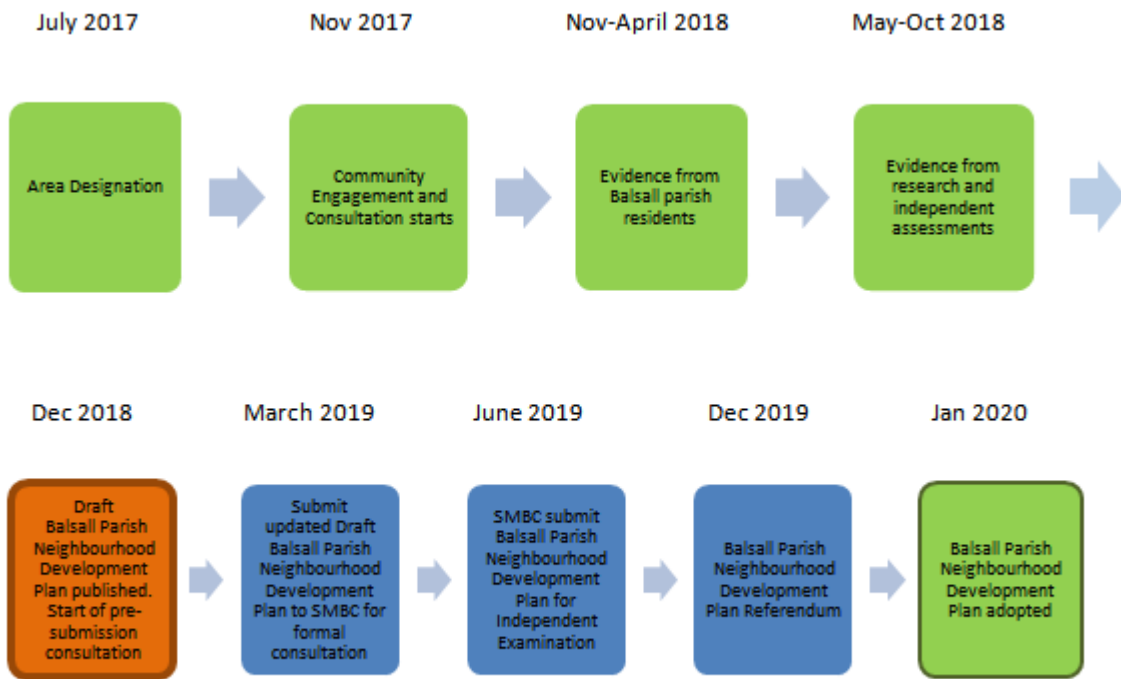 July 2017
Nov 2017
Nov-April 2018
May-Oct 2018
Area Designation
Community
Engagement and
Consultation starts
Evidence frrom
Balsall parish
residents
Evidence from
research and
independent
assessments
Dec 2018
March 2019
June 2019
Dec 2019
Jan 2020
Draft
Balsall Parish
Neighbourhood
Development
Plan published.
Start of pre-
submission
consultation
Submit
updated Draft
Balsall Parish
Neighbourhood
Development
Plan to SMBC for
formal
consultation
SMBC submit
Balsall Parish
Neighbourhood
Development
Plan for
Independent
Examination
Balsall Parish
Neighbourhood
Development
Plan Referendum
Balsall Parish
Neighbourhood
Development
Plan adopted